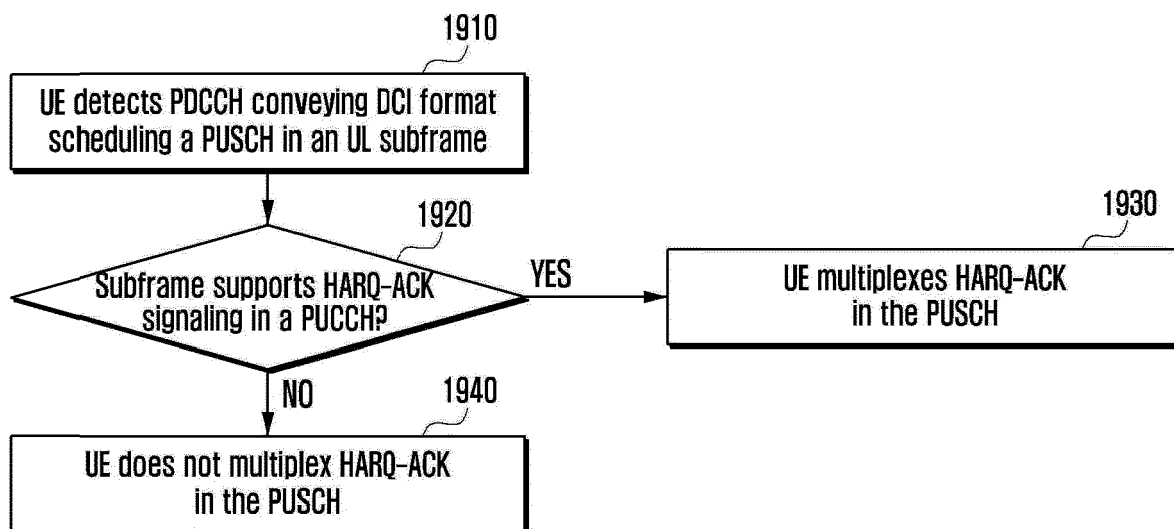 1910
UE detects PDCCH conveying DCI format
scheduling a PUSCH in an UL subframe
1920
Subframe supports HARQ-ACK
signaling in a PUCCH?
YES
1930
UE multiplexes HARQ-ACK
in the PUSCH
NO
1940
UE does not multiplex HARQ-ACK
in the PUSCH